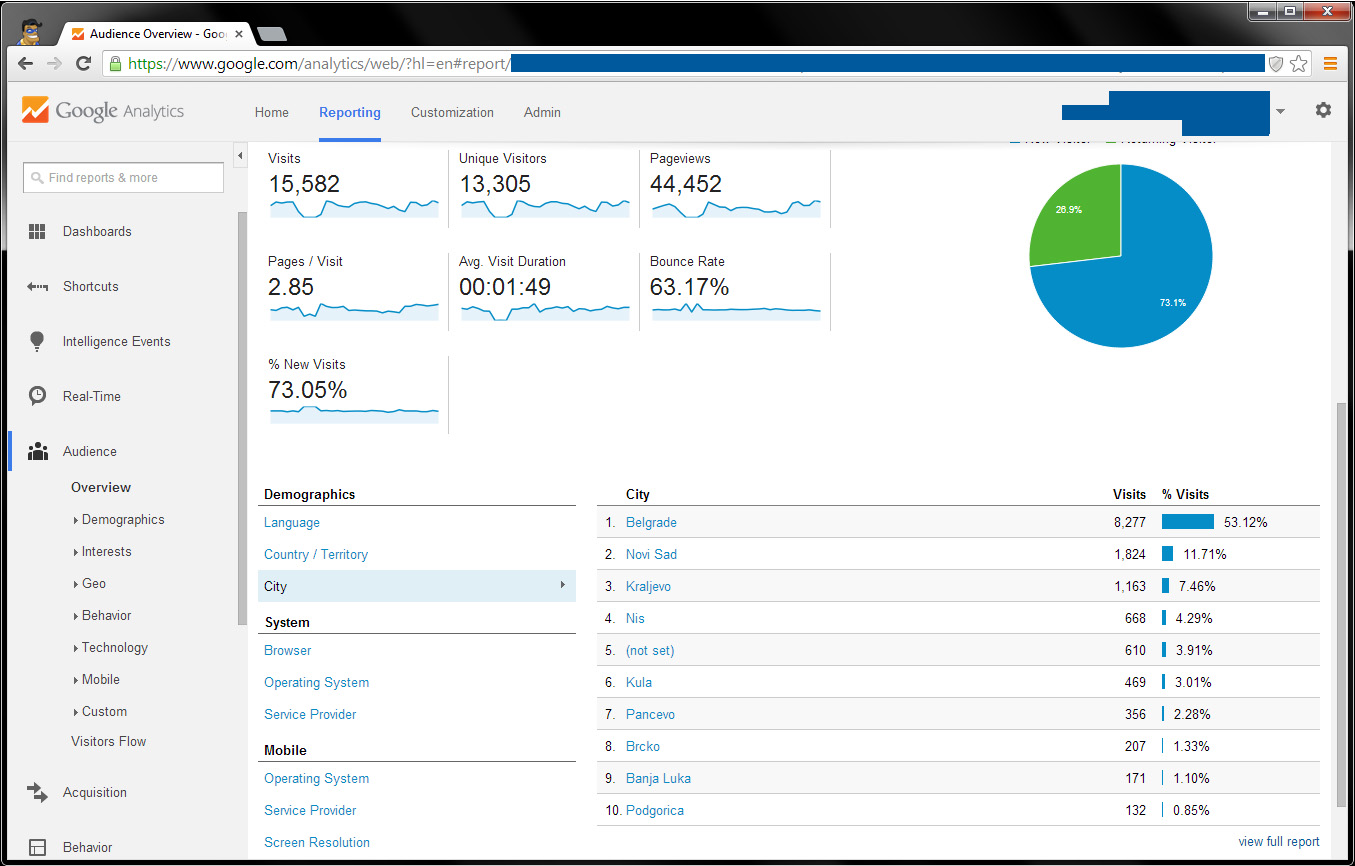 Audience Overview - Goo
https://www.google.com/analytics/web/?hl=en#report/
Google Analytics
Home
Reporting
Customization
Admin
Find reports & more
Dashboards
Shortcuts
Intelligence Events
Real-Time
Audience
Overview
Demographics
Interests
Geo
Behavior
Technology
Mobile
Custom
Visitors Flow
Acquisition
Behavior
Visits
15,582
Unique Visitors
13,305
Pageviews
44,452
Pages / Visit
2.85
Avg. Visit Duration
00:01:49
Bounce Rate
63.17%
% New Visits
73.05%
New Visitor Returning Visitor
26.9%
73.1%
Demographics
Language
Country / Territory
City
System
Browser
Operating System
Service Provider
Mobile
Operating System
Service Provider
Screen Resolution
City Visits % Visits
1. Belgrade 8,277 53.12%
2. Novi Sad 1,824 11.71%
3. Kraljevo 1,163 7.46%
4. Nis 668 4.29%
5. (not set) 610 3.91%
6. Kula 469 3.01%
7. Pancevo 356 2.28%
8. Brcko 207 1.33%
9. Banja Luka 171 1.10%
10. Podgorica 132 0.85%
view full report